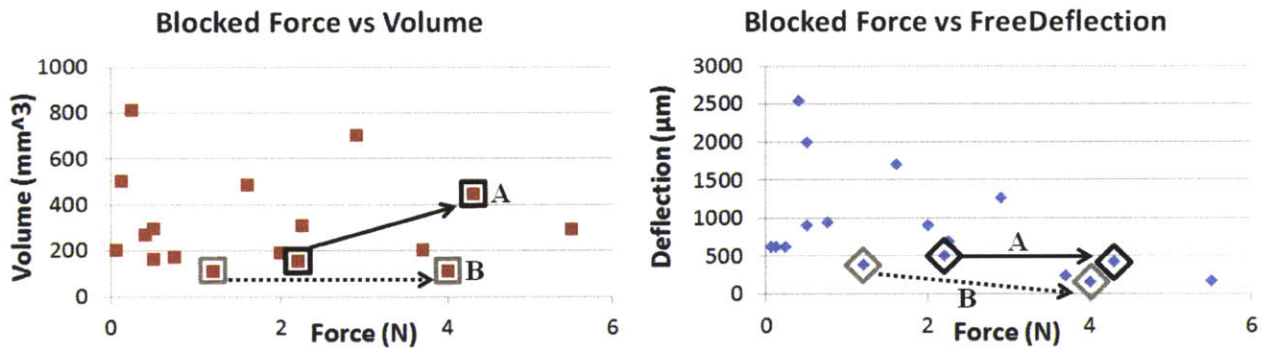 Blocked Force vs Volume
1000
800
600
400
200
0
Volume (mm^3)
A
B
0 2 4 6
Force (N)
Blocked Force vs FreeDeflection
3000
2500
2000
1500
1000
500
0
Deflection (µm)
A
B
0 2 4 6
Force (N)